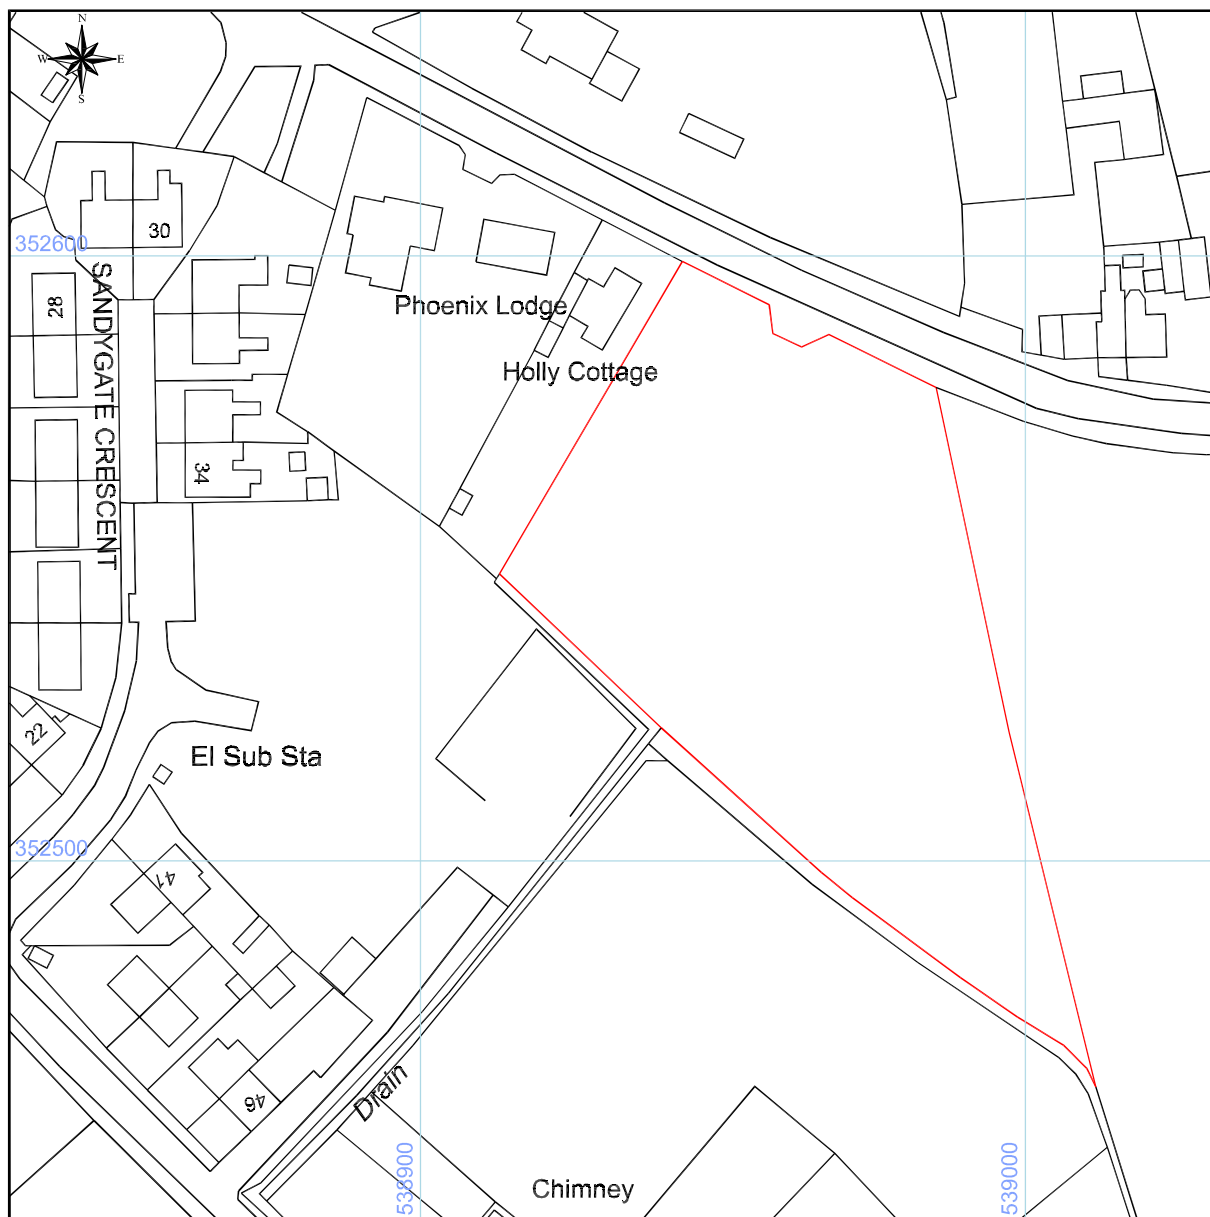 N
W E
S
30
352600
SANDYGATE CRESCENT
28
Phoenix Lodge
Holly Cottage
34
22
El Sub Sta
352500
41
46
Drain
538900
539000
Chimney